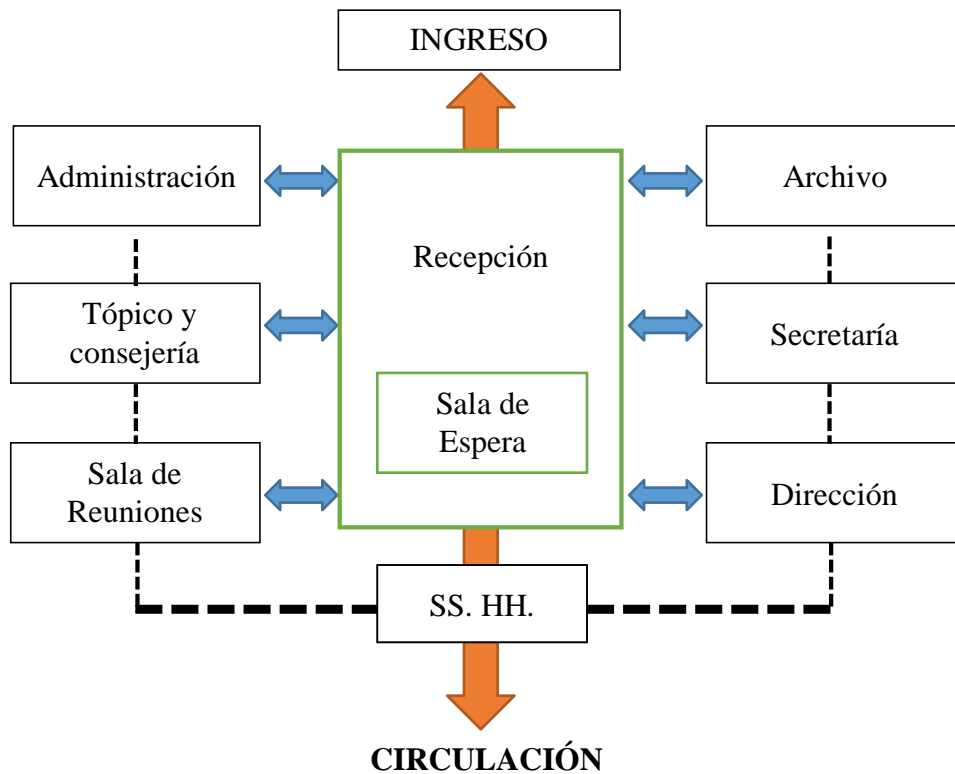 INGRESO
Administración
Archivo
Recepción
Tópico y
consejería
Secretaría
Sala de
Espera
Sala de
Reuniones
Dirección
SS. HH.
CIRCULACIÓN